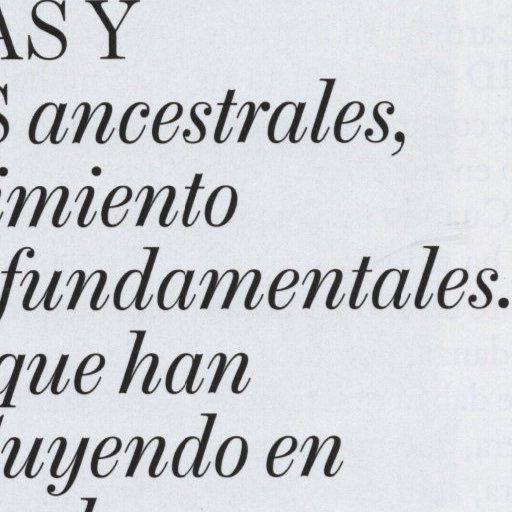 AS Y
S ancestrales,
imiento
fundamentales.
que han
luyendo en